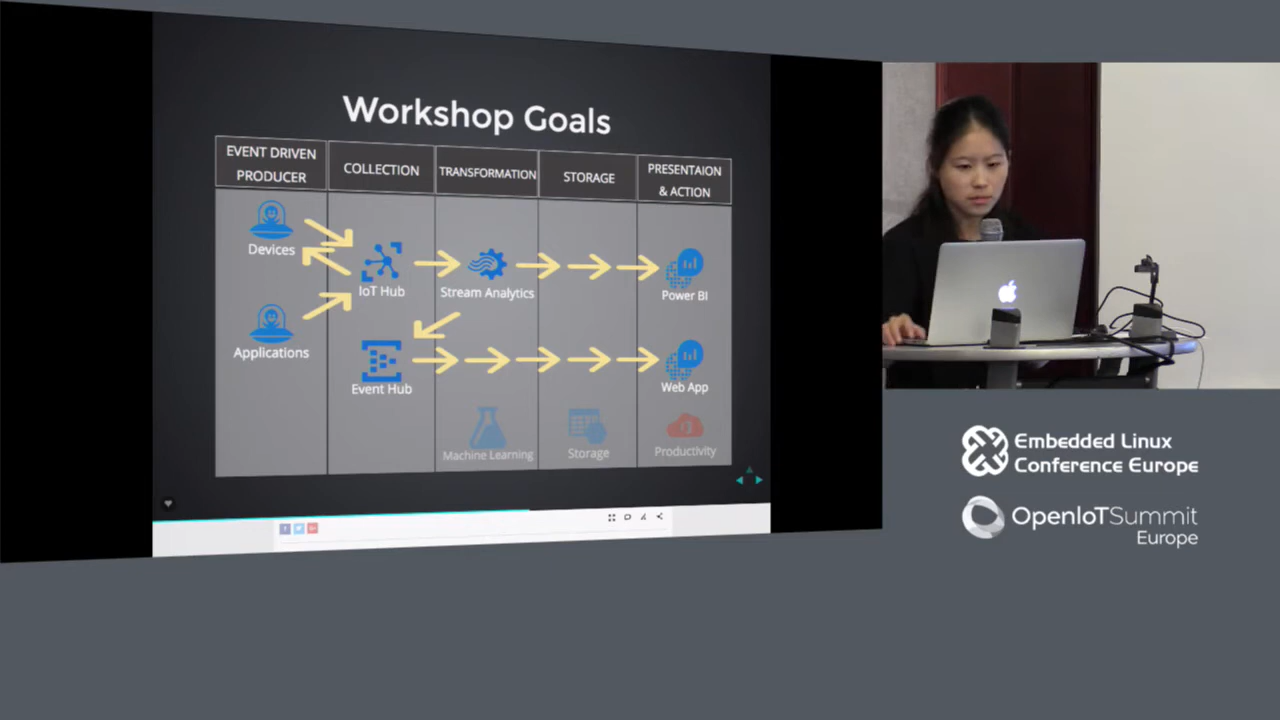 Workshop Goals
EVENT DRIVEN
PRODUCER
COLLECTION
TRANSFORMATION
STORAGE
PRESENTAION
& ACTION
Devices
IoT Hub
Stream Analytics
Power BI
Applications
Event Hub
Web App
Machine Learning
Storage
Productivity
Embedded Linux
Conference Europe
OpenIoTSummit
Europe